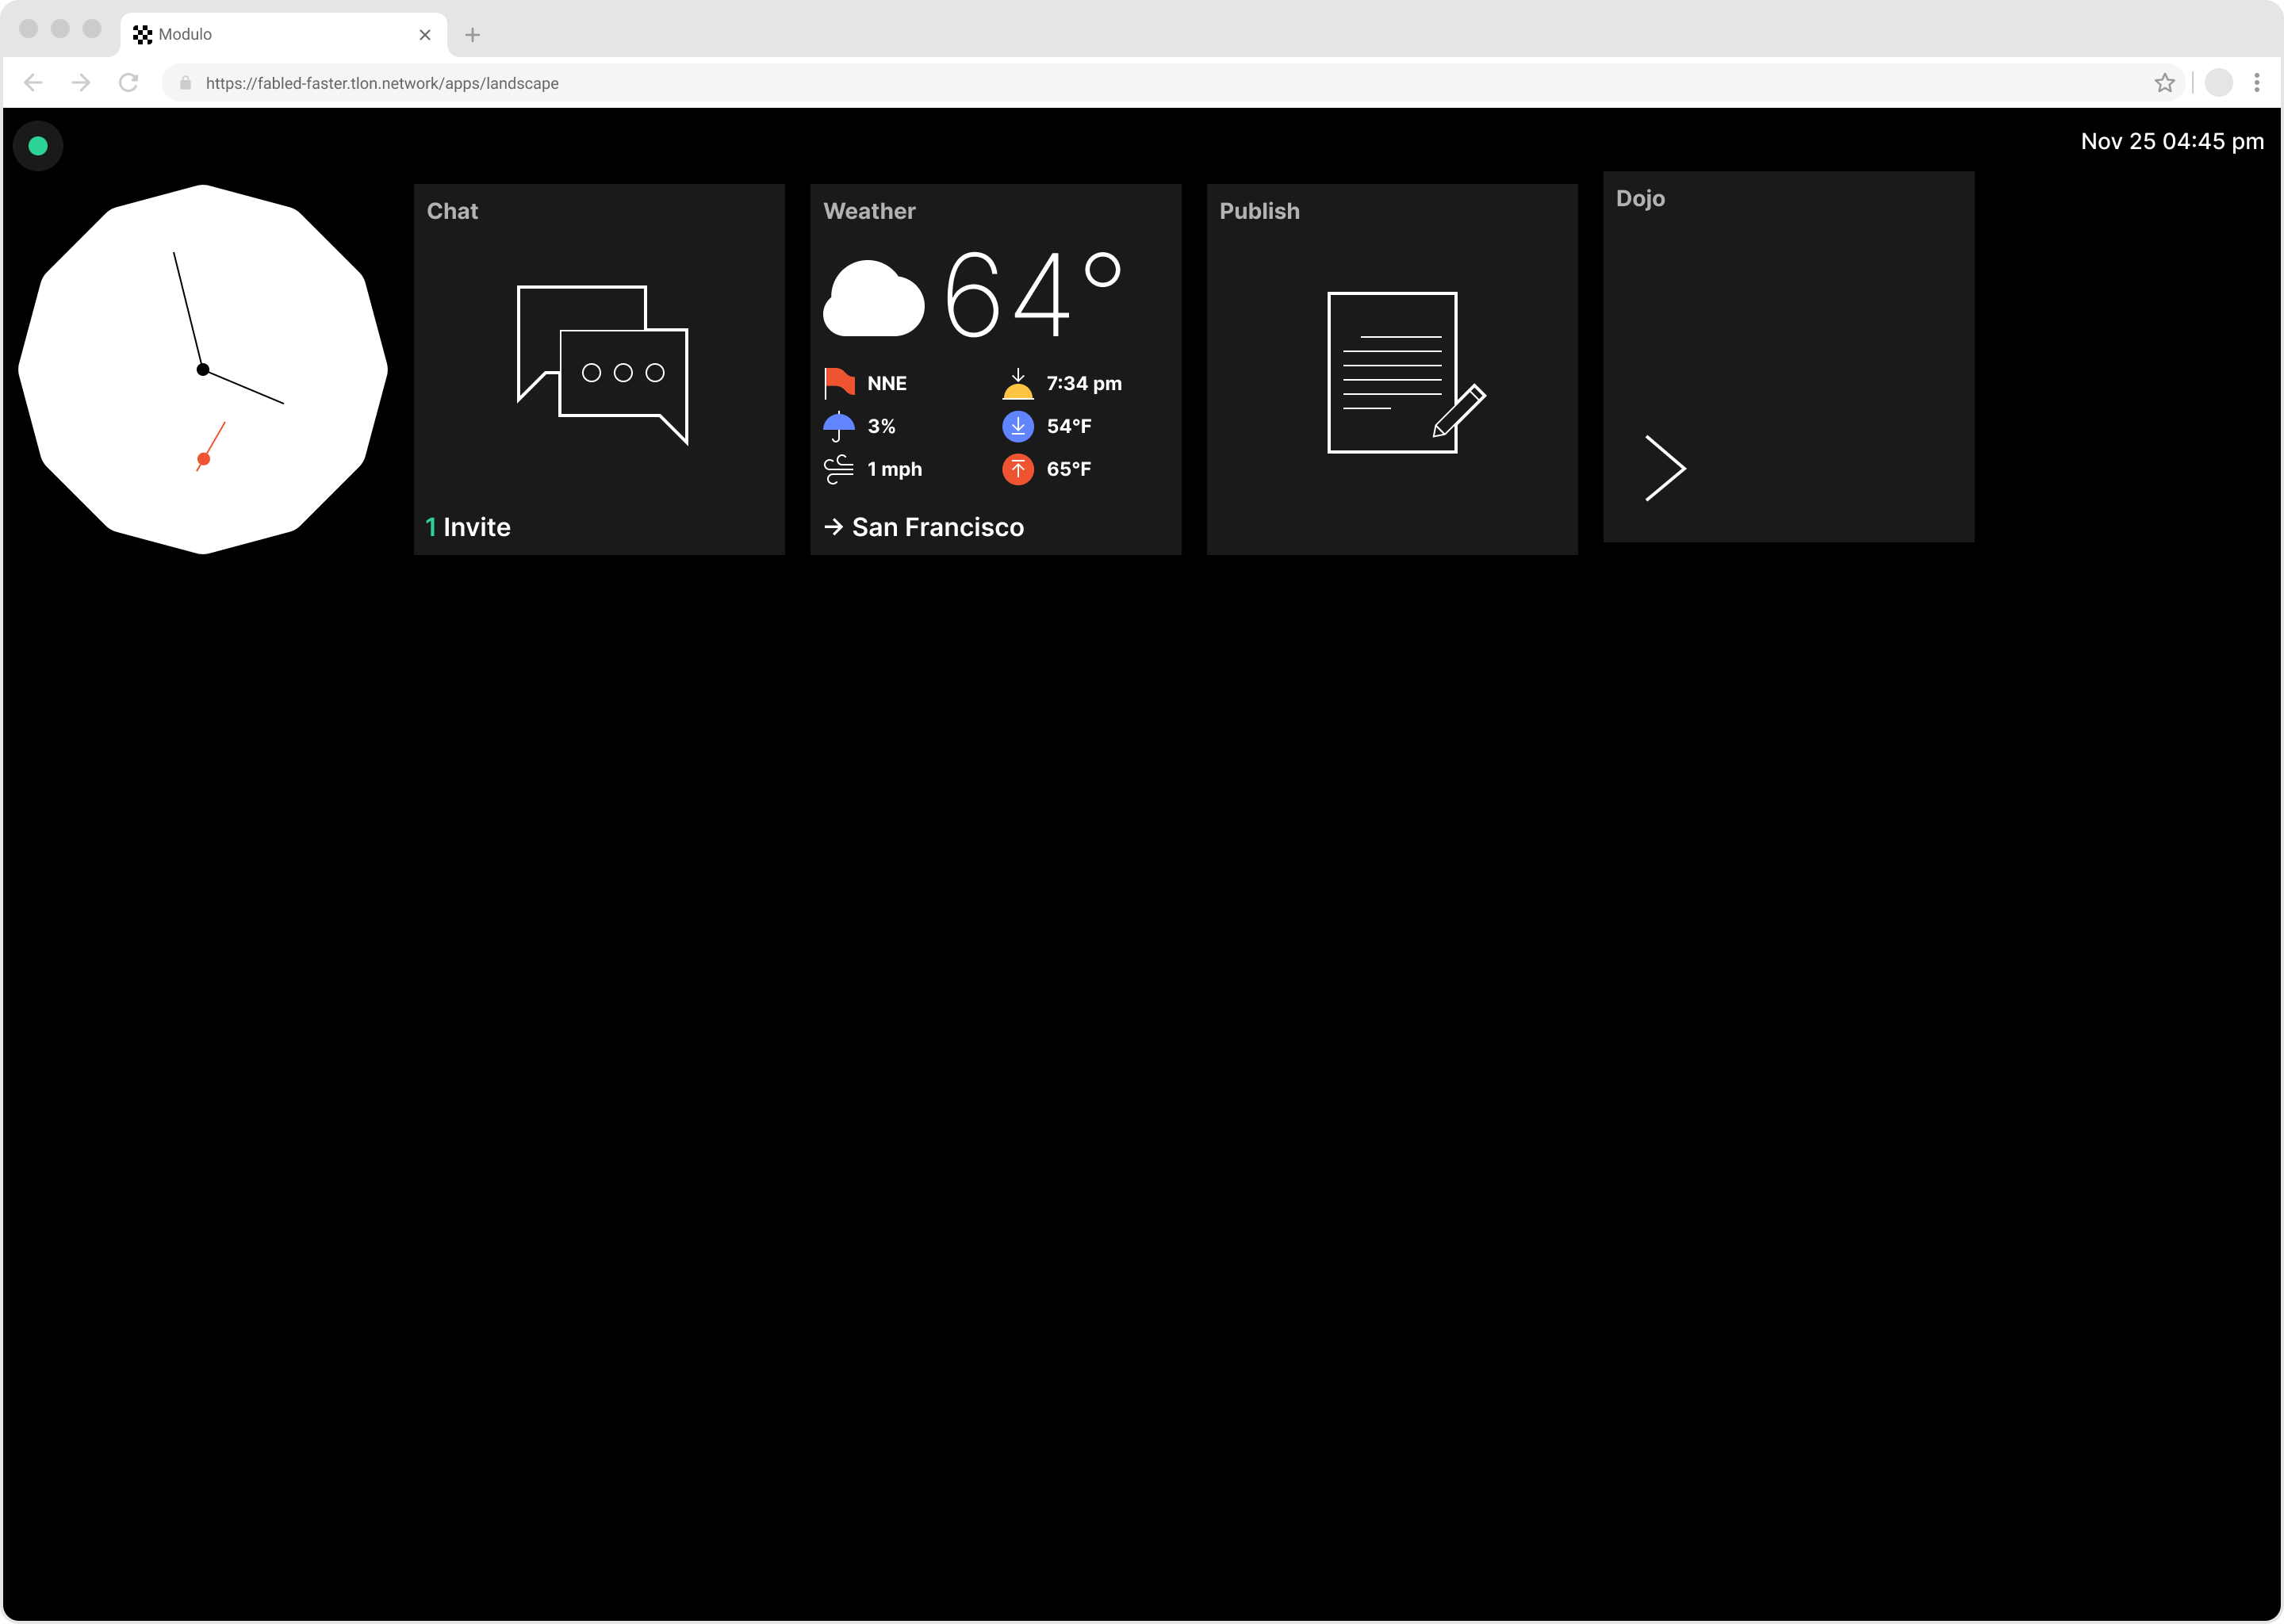 Modulo
https://fabled-faster.tlon.network/apps/landscape
Nov 25 04:45 pm
Chat
1 Invite
Weather
64°
NNE
7:34 pm
3%
54°F
1 mph
65°F
→ San Francisco
Publish
Dojo